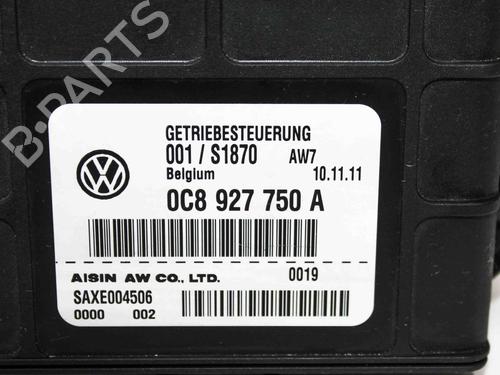 B-PARTS
GETRIEBESTEUERUNG
001 / S1870 AW7
Belgium 10.11.11
0C8 927 750 A
AISIN AW CO., LTD. 0019
SAXE004506
0000 002